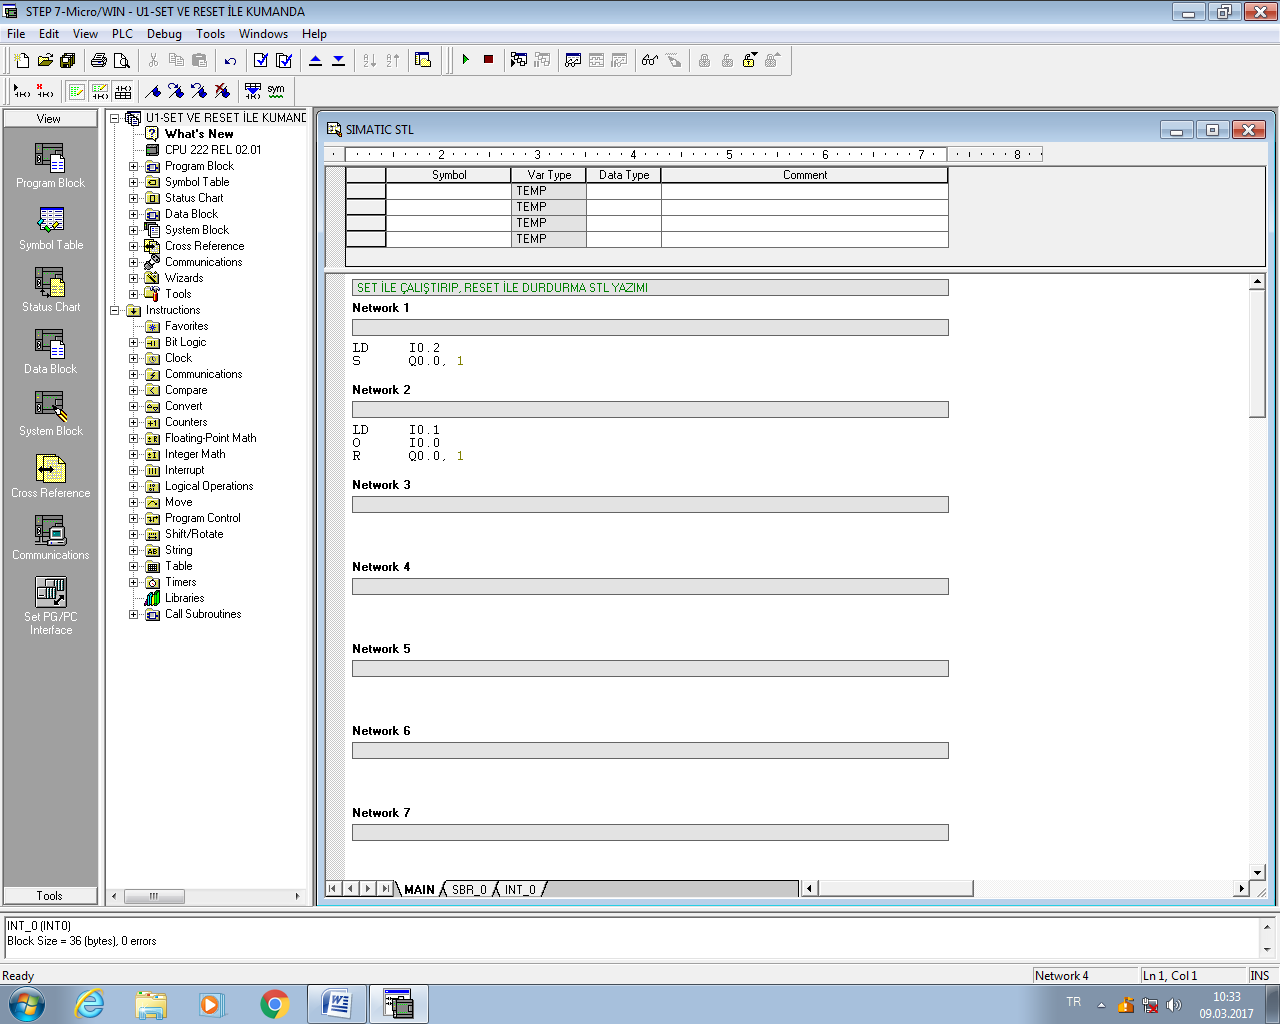 STEP 7-Micro/WIN - U1-SET VE RESET İLE KUMANDA
File Edit View PLC Debug Tools Windows Help
sym
View
Program Block
Symbol Table
Status Chart
Data Block
System Block
Cross Reference
Communications
Set PG/PC
Interface
Tools
U1-SET VE RESET İLE KUMAND
What's New
CPU 222 REL 02.01
Program Block
Symbol Table
Status Chart
Data Block
System Block
Cross Reference
Communications
Wizards
Tools
Instructions
Favorites
Bit Logic
Clock
Communications
Compare
Convert
Counters
Floating-Point Math
Integer Math
Interrupt
Logical Operations
Move
Program Control
Shift/Rotate
String
Table
Timers
Libraries
Call Subroutines
SIMATIC STL
2 3 4 5 6 7 8
Symbol Var Type Data Type Comment
TEMP
TEMP
TEMP
TEMP
SET İLE ÇALIŞTIRIP, RESET İLE DURDURMA STL YAZIMI
Network 1
LD I0.2
S Q0.0, 1
Network 2
LD I0.1
O I0.0
R Q0.0, 1
Network 3
Network 4
Network 5
Network 6
Network 7
MAIN SBR_0 INT_0
INT_0 (INT0)
Block Size = 36 (bytes), 0 errors
Ready Network 4 Ln 1, Col 1 INS
TR 10:33
09.03.2017